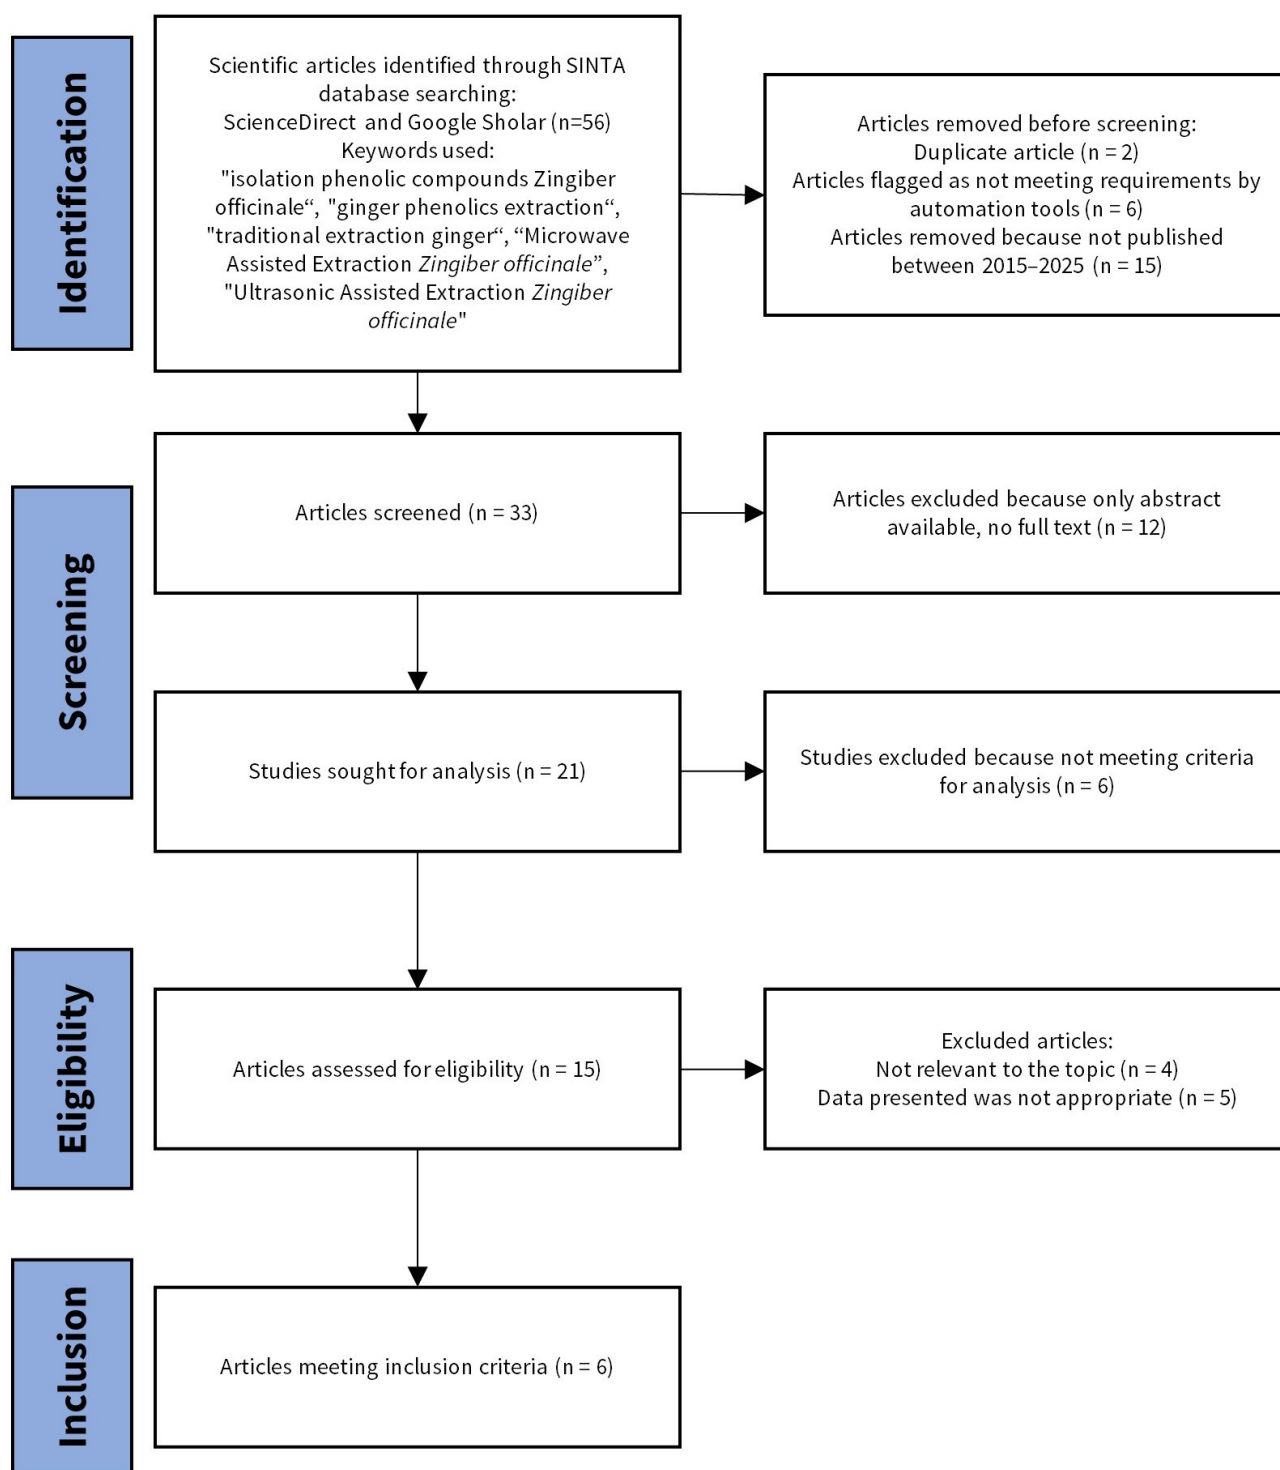 Identification
Scientific articles identified through SINTA
database searching:
ScienceDirect and Google Sholar (n=56)
Keywords used:
"isolation phenolic compounds Zingiber
officinale“, "ginger phenolics extraction“,
"traditional extraction ginger“, “Microwave
Assisted Extraction Zingiber officinale”,
"Ultrasonic Assisted Extraction Zingiber
officinale"
Articles removed before screening:
Duplicate article (n = 2)
Articles flagged as not meeting requirements by
automation tools (n = 6)
Articles removed because not published
between 2015–2025 (n = 15)
Screening
Articles screened (n = 33)
Articles excluded because only abstract
available, no full text (n = 12)
Studies sought for analysis (n = 21)
Studies excluded because not meeting criteria
for analysis (n = 6)
Eligibility
Articles assessed for eligibility (n = 15)
Excluded articles:
Not relevant to the topic (n = 4)
Data presented was not appropriate (n = 5)
Inclusion
Articles meeting inclusion criteria (n = 6)